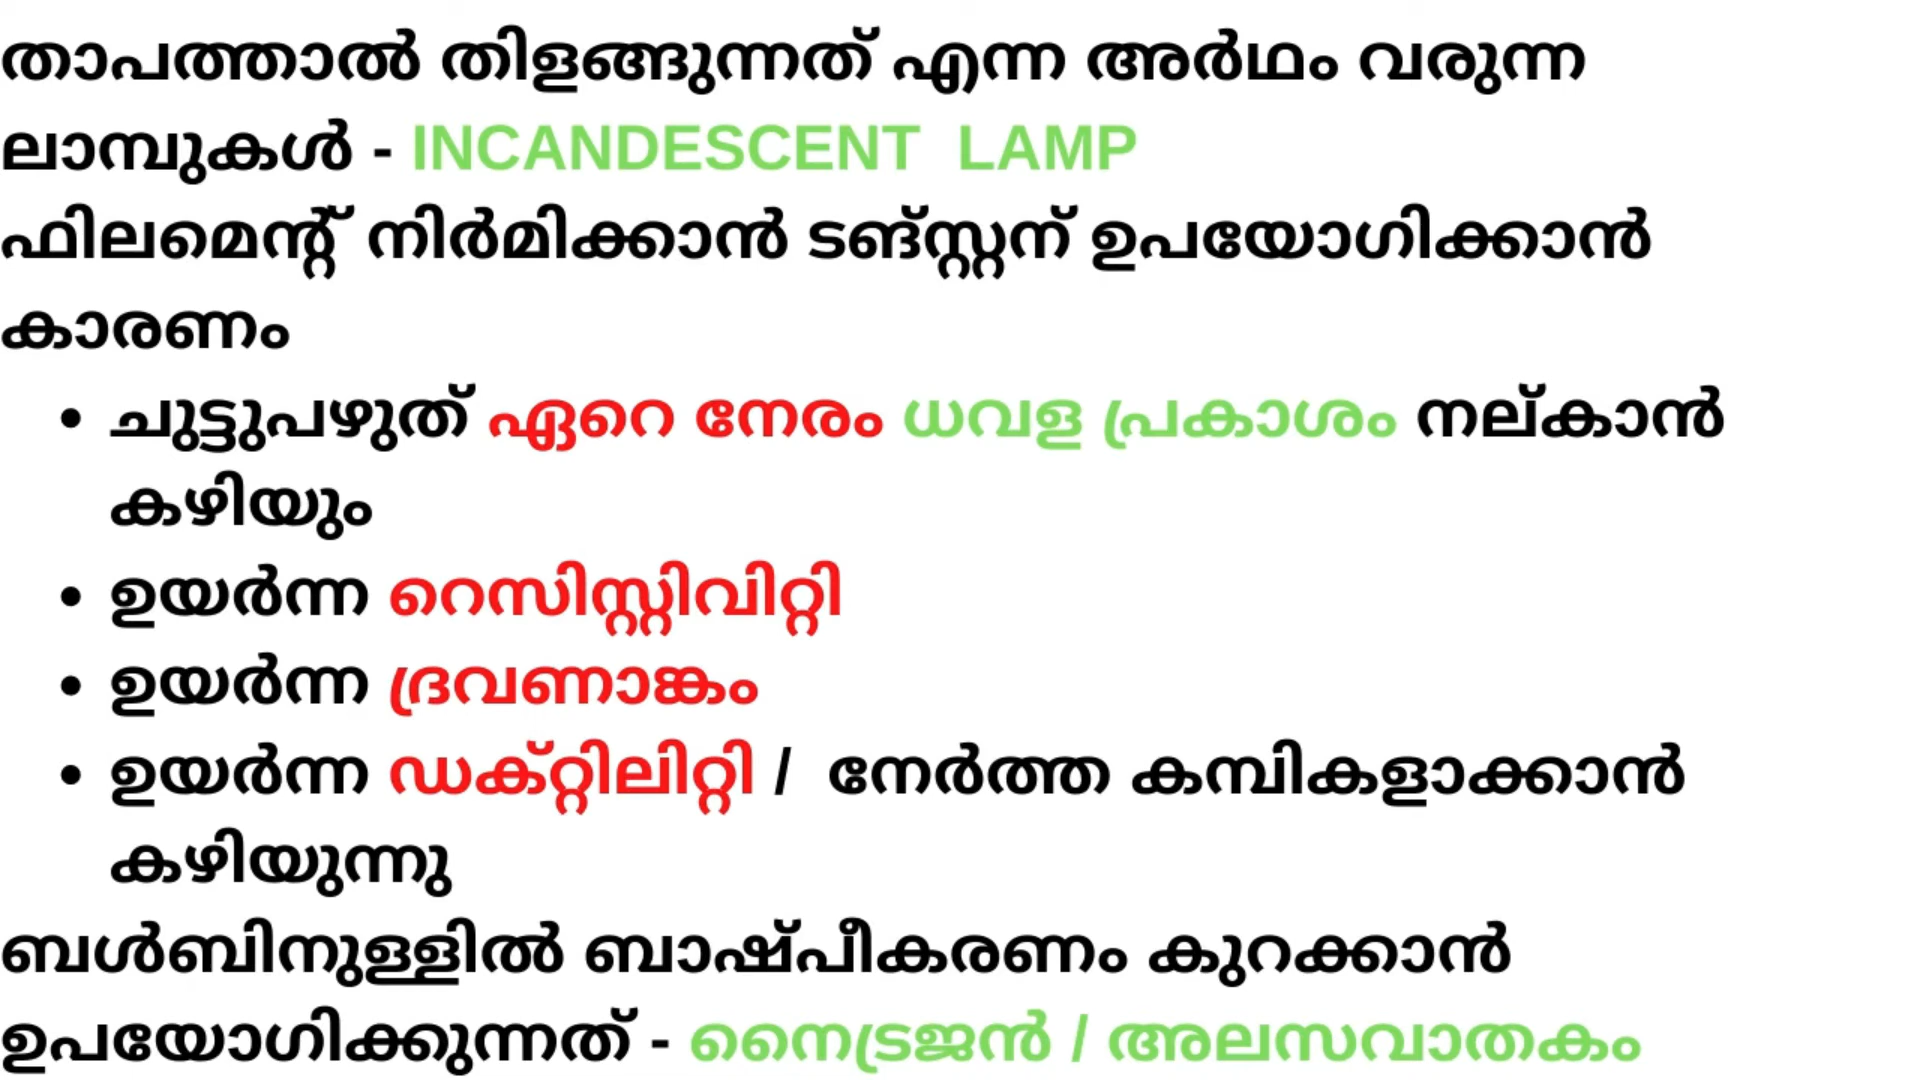 താപത്താൽ തിളങ്ങുന്നത് എന്ന അർഥം വരുന്ന
ലാമ്പുകൾ - INCANDESCENT LAMP
ഫിലമെന്റ് നിർമിക്കാൻ ടങ്സ്റ്റന് ഉപയോഗിക്കാൻ
കാരണം
• ചുട്ടുപഴുത് ഏറെ നേരം ധവള പ്രകാശം നല്കാൻ
കഴിയും
• ഉയർന്ന റെസിസ്റ്റിവിറ്റി
• ഉയർന്ന ദ്രവണാങ്കം
• ഉയർന്ന ഡക്റ്റിലിറ്റി / നേർത്ത കമ്പികളാക്കാൻ
കഴിയുന്നു
ബൾബിനുള്ളിൽ ബാഷ്പീകരണം കുറക്കാൻ
ഉപയോഗിക്കുന്നത് - നൈട്രജൻ / അലസവാതകം